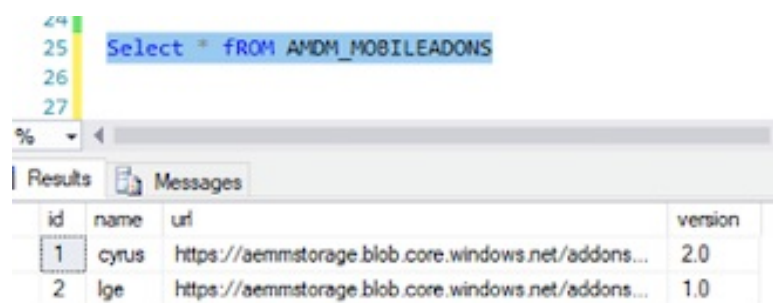 24
25 Select * fROM AMDM_MOBILEADONS
26
27
%
Results Messages
id name url version
1 cyrus https://aemmstorage.blob.core.windows.net/addons... 2.0
2 lge https://aemmstorage.blob.core.windows.net/addons... 1.0